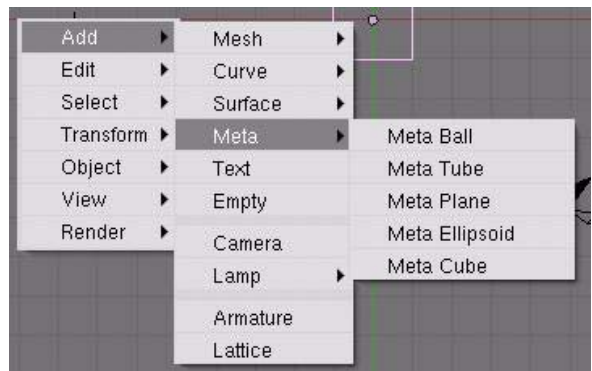 Add
Edit
Select
Transform
Object
View
Render
Mesh
Curve
Surface
Meta
Text
Empty
Camera
Lamp
Armature
Lattice
Meta Ball
Meta Tube
Meta Plane
Meta Ellipsoid
Meta Cube